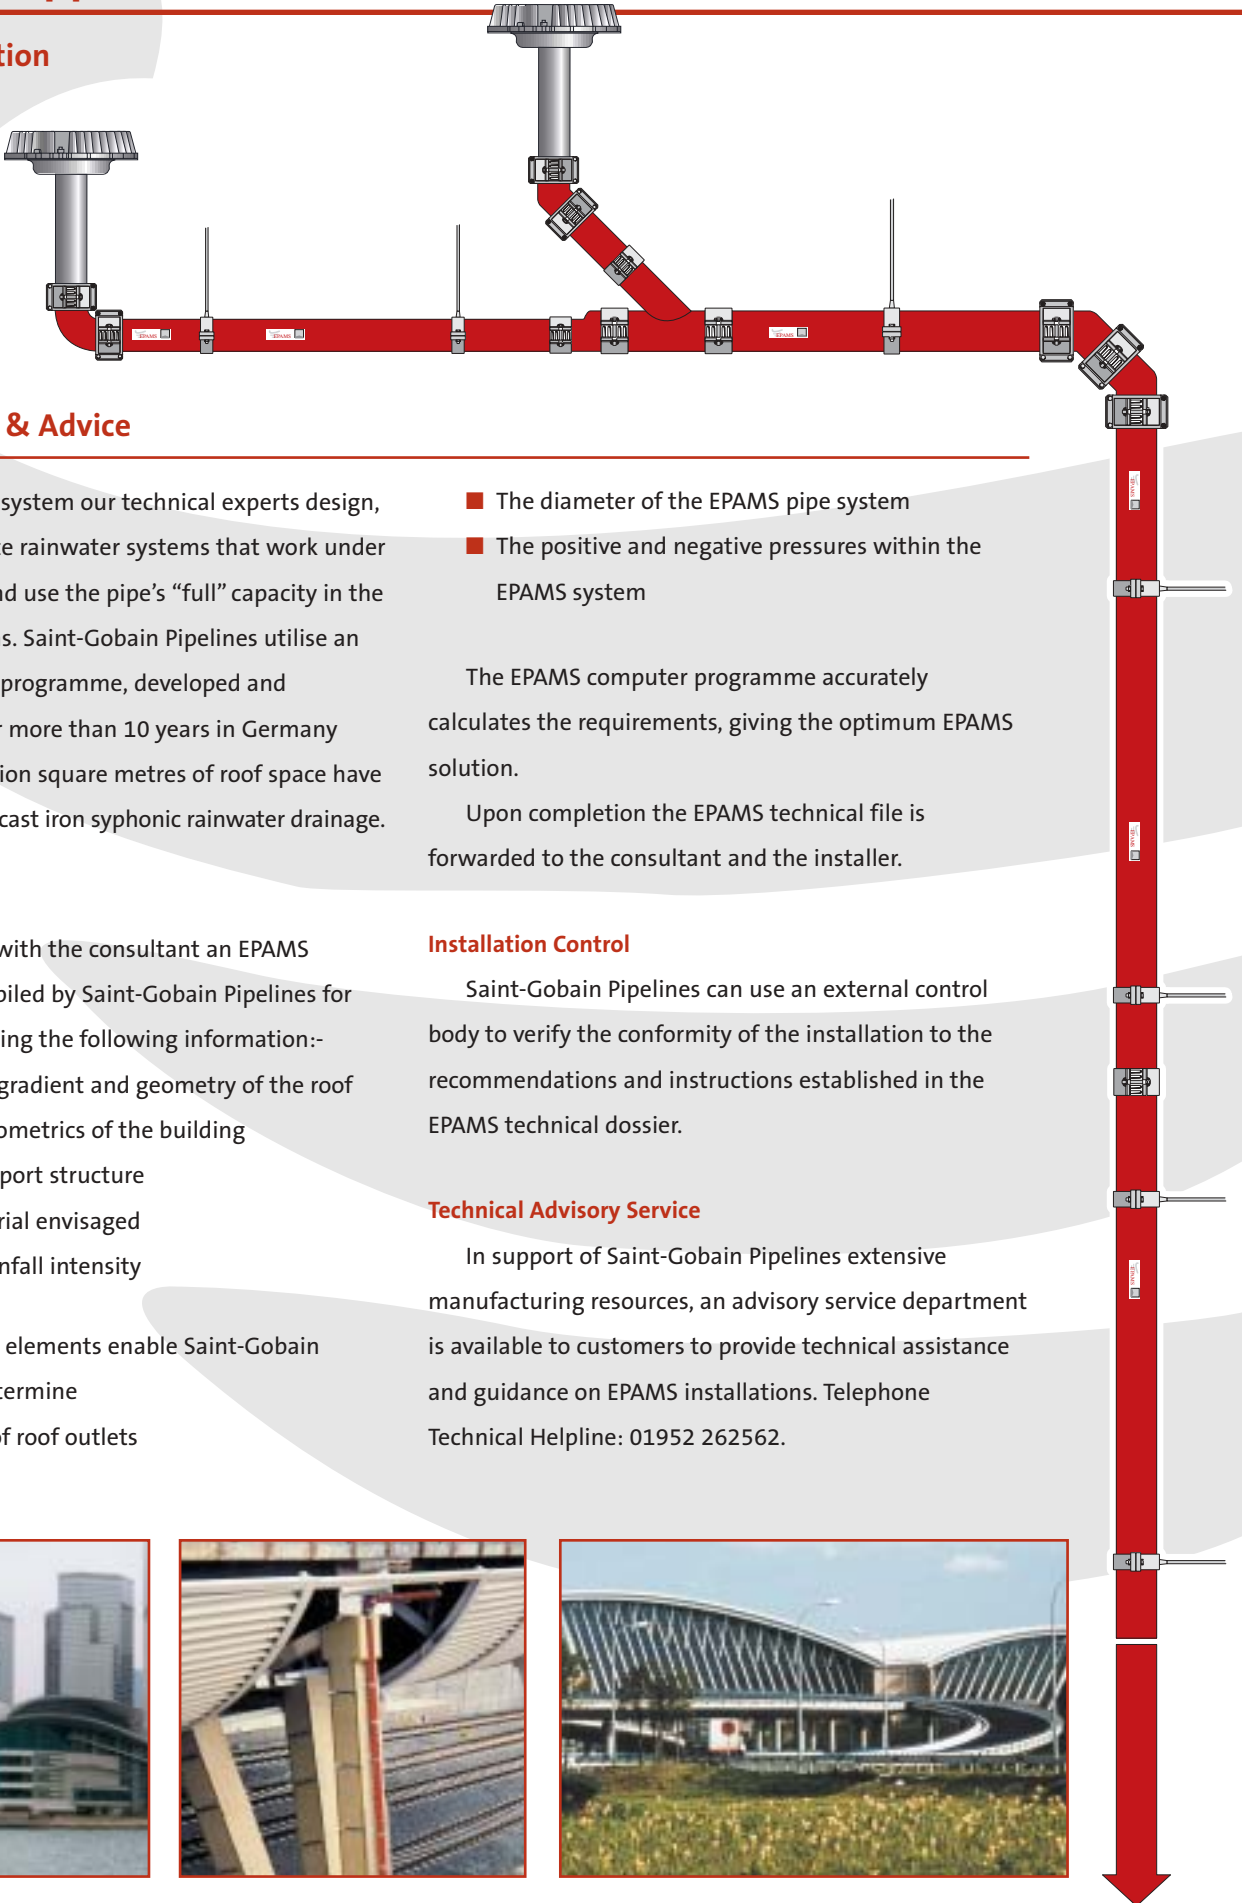 tion
EPAMS
EPAMS
EPAMS
& Advice
system our technical experts design,
rainwater systems that work under
use the pipe's “full” capacity in the
Saint-Gobain Pipelines utilise an
programme, developed and
more than 10 years in Germany
square metres of roof space have
cast iron syphonic rainwater drainage.
with the consultant an EPAMS
by Saint-Gobain Pipelines for
the following information:-
gradient and geometry of the roof
of the building
structure
envisaged
intensity
elements enable Saint-Gobain
termine
of roof outlets
■ The diameter of the EPAMS pipe system
■ The positive and negative pressures within the
EPAMS system
The EPAMS computer programme accurately
calculates the requirements, giving the optimum EPAMS
solution.
Upon completion the EPAMS technical file is
forwarded to the consultant and the installer.
Installation Control
Saint-Gobain Pipelines can use an external control
body to verify the conformity of the installation to the
recommendations and instructions established in the
EPAMS technical dossier.
Technical Advisory Service
In support of Saint-Gobain Pipelines extensive
manufacturing resources, an advisory service department
is available to customers to provide technical assistance
and guidance on EPAMS installations. Telephone
Technical Helpline: 01952 262562.
EPAMS
EPAMS
EPAMS